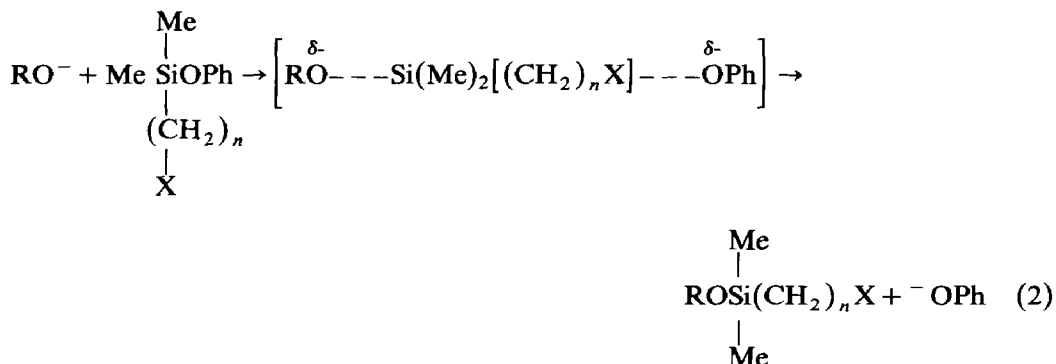 Me
δ- δ-
RO⁻ + Me SiOPh → [RO---Si(Me)₂[(CH₂)ₙX]---OPh] →
(CH₂)ₙ
X
Me
ROSi(CH₂)ₙX + ⁻OPh (2)
Me